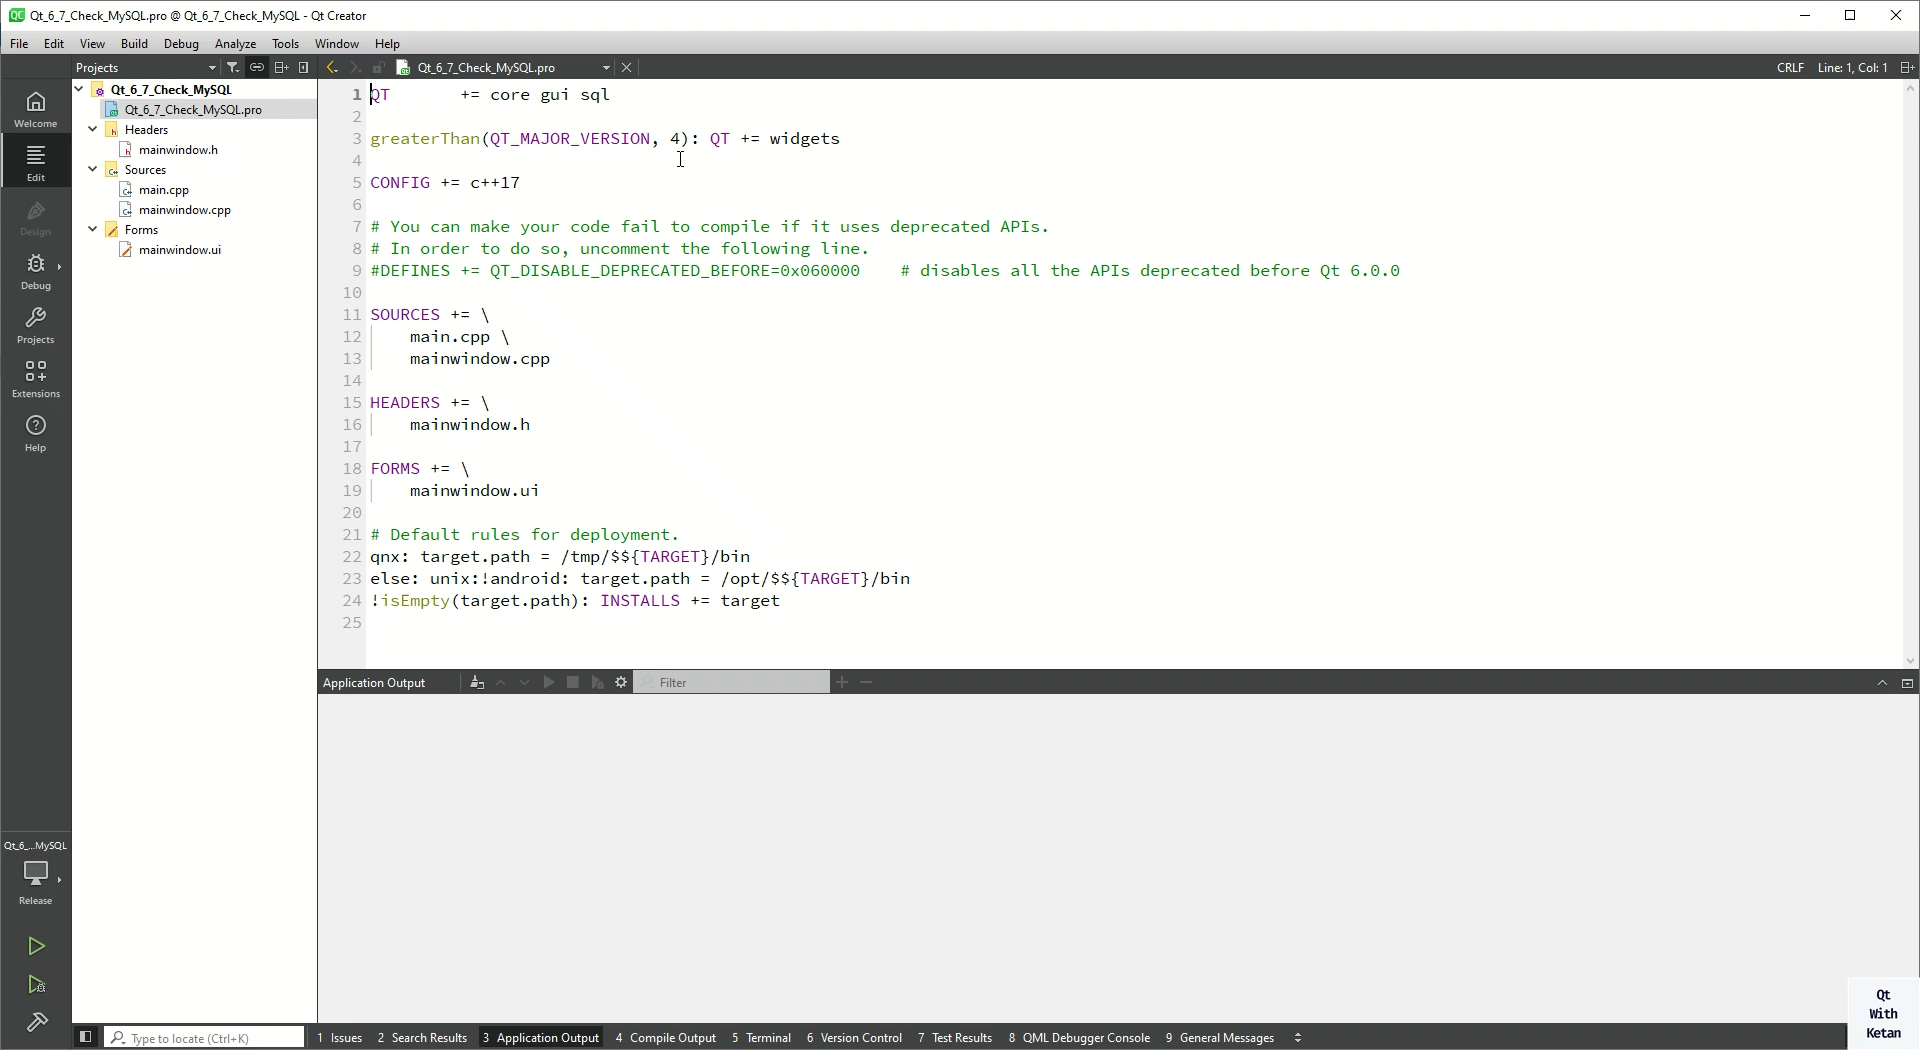 Qt_6_7_Check_MySQL.pro @ Qt_6_7_Check_MySQL - Qt Creator
File Edit View Build Debug Analyze Tools Window Help
Projects
Qt_6_7_Check_MySQL.pro
CRLF Line: 1, Col: 1
Welcome
Edit
Design
Debug
Projects
Extensions
Help
Qt_6_7_Check_MySQL
Qt_6_7_Check_MySQL.pro
Headers
mainwindow.h
Sources
main.cpp
mainwindow.cpp
Forms
mainwindow.ui
1 QT += core gui sql
2
3 greaterThan(QT_MAJOR_VERSION, 4): QT += widgets
4
5 CONFIG += c++17
6
7 # You can make your code fail to compile if it uses deprecated APIs.
8 # In order to do so, uncomment the following line.
9 #DEFINES += QT_DISABLE_DEPRECATED_BEFORE=0x060000 # disables all the APIs deprecated before Qt 6.0.0
10
11 SOURCES += \
12 main.cpp \
13 mainwindow.cpp
14
15 HEADERS += \
16 mainwindow.h
17
18 FORMS += \
19 mainwindow.ui
20
21 # Default rules for deployment.
22 qnx: target.path = /tmp/$${TARGET}/bin
23 else: unix:!android: target.path = /opt/$${TARGET}/bin
24 !isEmpty(target.path): INSTALLS += target
25
Application Output
Filter
Qt_6_...MySQL
Release
Type to locate (Ctrl+K)
1 Issues 2 Search Results 3 Application Output 4 Compile Output 5 Terminal 6 Version Control 7 Test Results 8 QML Debugger Console 9 General Messages
Qt
With
Ketan